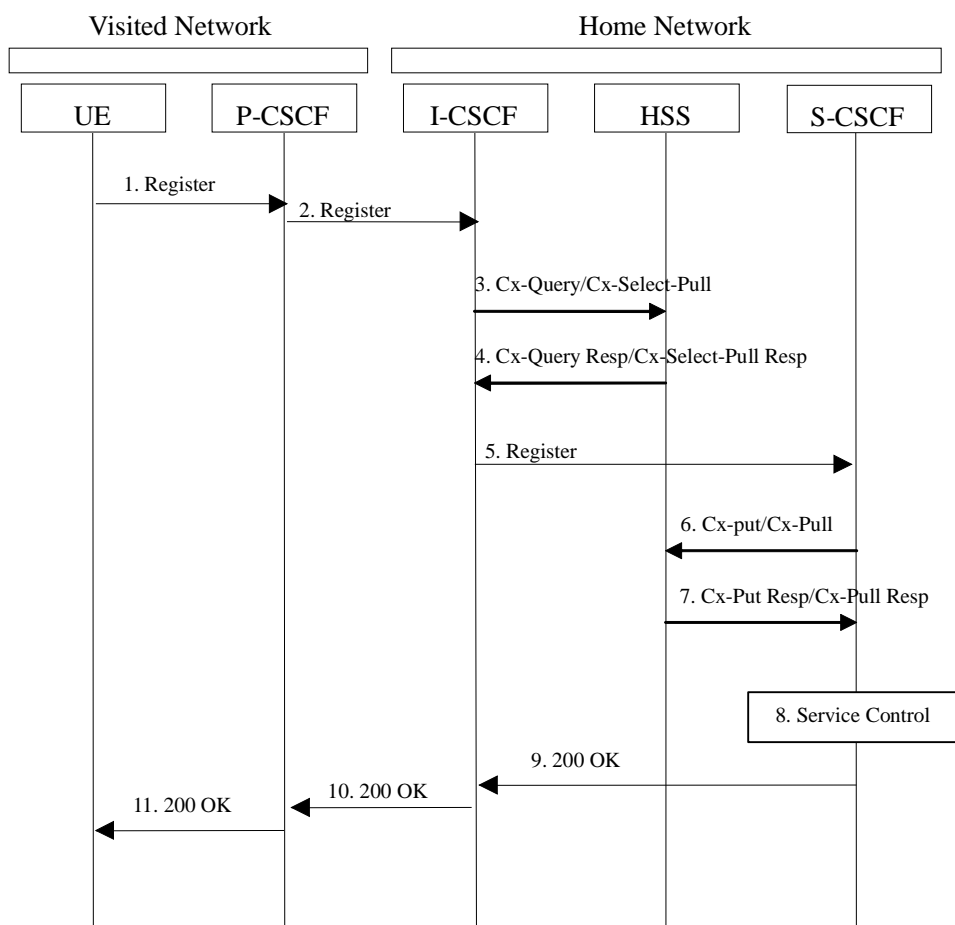 Visited Network
Home Network
UE
P-CSCF
I-CSCF
HSS
S-CSCF
1. Register
2. Register
3. Cx-Query/Cx-Select-Pull
4. Cx-Query Resp/Cx-Select-Pull Resp
5. Register
6. Cx-put/Cx-Pull
7. Cx-Put Resp/Cx-Pull Resp
8. Service Control
9. 200 OK
10. 200 OK
11. 200 OK